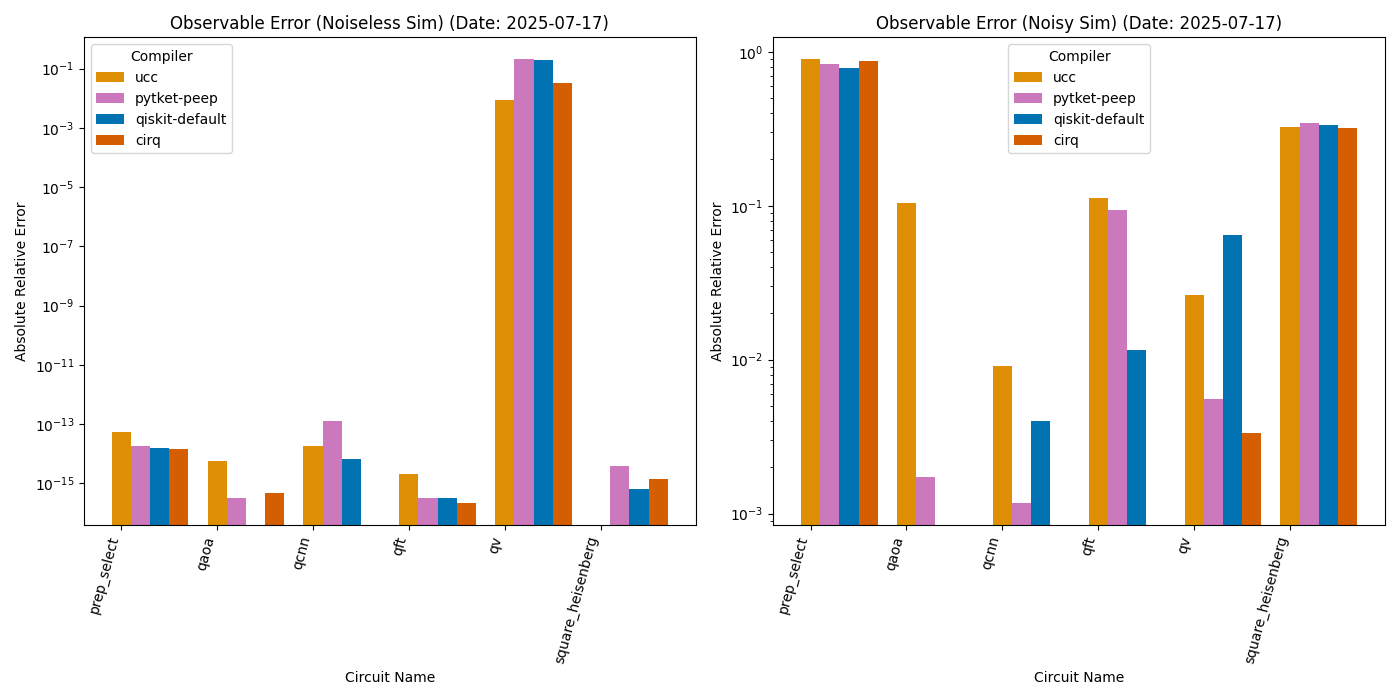 Observable Error (Noiseless Sim) (Date: 2025-07-17)
Absolute Relative Error
10⁻¹
10⁻³
10⁻⁵
10⁻⁷
10⁻⁹
10⁻¹¹
10⁻¹³
10⁻¹⁵
Compiler
ucc
pytket-peep
qiskit-default
cirq
prep_select
qaoa
qcnn
qft
qv
square_heisenberg
Circuit Name
Observable Error (Noisy Sim) (Date: 2025-07-17)
Absolute Relative Error
10⁰
10⁻¹
10⁻²
10⁻³
Compiler
ucc
pytket-peep
qiskit-default
cirq
prep_select
qaoa
qcnn
qft
qv
square_heisenberg
Circuit Name